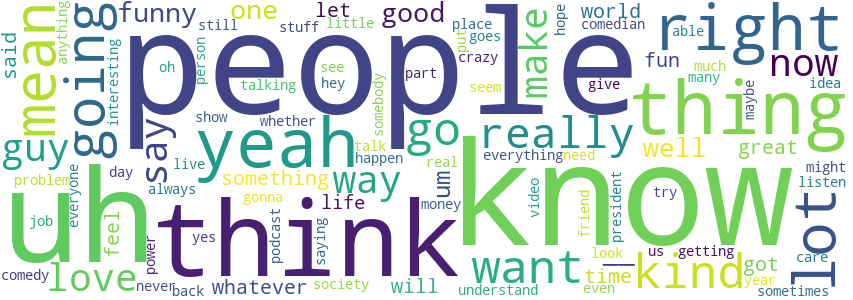 said
anything
mean
going
interesting
funny
oh
person
still
one
stuff
let
little
good
place
goes
comedian
hope
world
able
right
now
people
talking
see
hey
part
crazy
put
make
fun
much
many
idea
seem
give
show
whether
somebody
guy
say
yeah
go
really
thing
maybe
well
great
talk
happen
real
everything
need
problem
everyone
day
live
always
something
gonna
way
um
might
listen
uh
think
know
job
feel
power
yes
podcast
saying
life
money
video
friend
president
try
lot
care
comedy
love
never
back
whatever
society
will
understand
want
time
even
look
__
kind
us
getting
got
year
sometimes